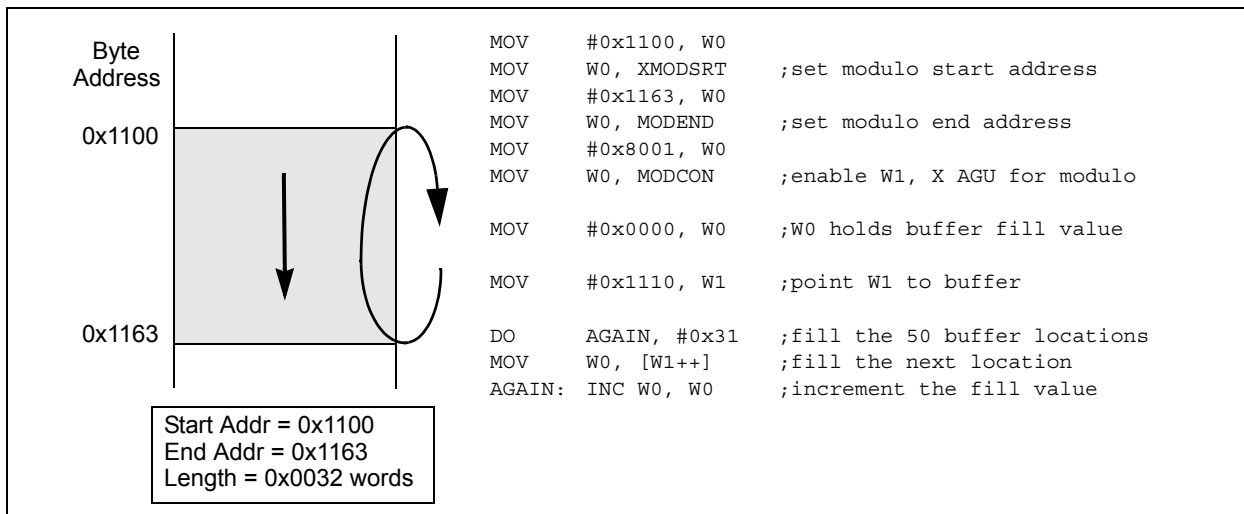 Byte
Address
0x1100
0x1163
Start Addr = 0x1100
End Addr = 0x1163
Length = 0x0032 words
MOV #0x1100, W0
MOV W0, XMODSRT ;set modulo start address
MOV #0x1163, W0
MOV W0, MODEND ;set modulo end address
MOV #0x8001, W0
MOV W0, MODCON ;enable W1, X AGU for modulo
MOV #0x0000, W0 ;W0 holds buffer fill value
MOV #0x1110, W1 ;point W1 to buffer
DO AGAIN, #0x31 ;fill the 50 buffer locations
MOV W0, [W1++] ;fill the next location
AGAIN: INC W0, W0 ;increment the fill value